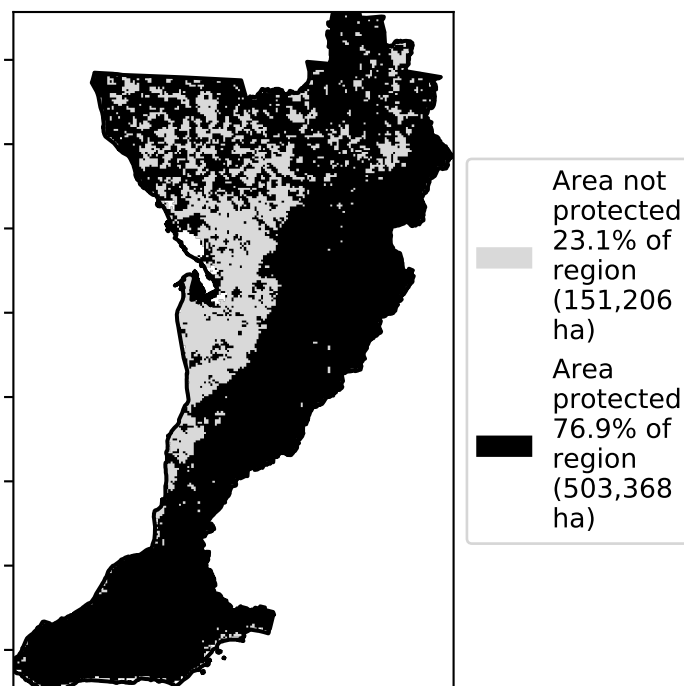 Area not
protected
23.1% of
region
(151,206
ha)
Area
protected
76.9% of
region
(503,368
ha)